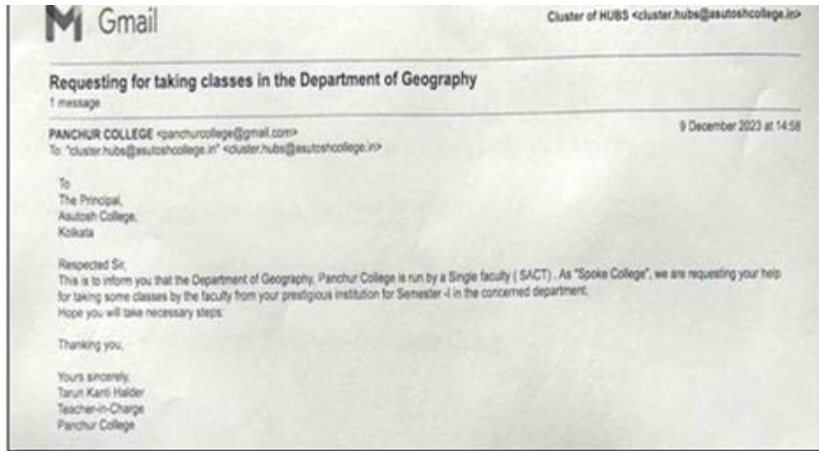 Gmail
Cluster of HUBS <cluster.hubs@asutoshcollege.in>
Requesting for taking classes in the Department of Geography
1 message
PANCHUR COLLEGE <panchurcollege@gmail.com>
9 December 2023 at 14:58
To: "cluster.hubs@asutoshcollege.in" <cluster.hubs@asutoshcollege.in>
To
The Principal,
Asutosh College,
Kolkata
Respected Sir,
This is to inform you that the Department of Geography, Panchur College is run by a Single faculty ( SACT) . As "Spoke College", we are requesting your help
for taking some classes by the faculty from your prestigious institution for Semester -I in the concerned department.
Hope you will take necessary steps.
Thanking you,
Yours sincerely,
Tarun Kanti Halder
Teacher-in-Charge
Panchur College